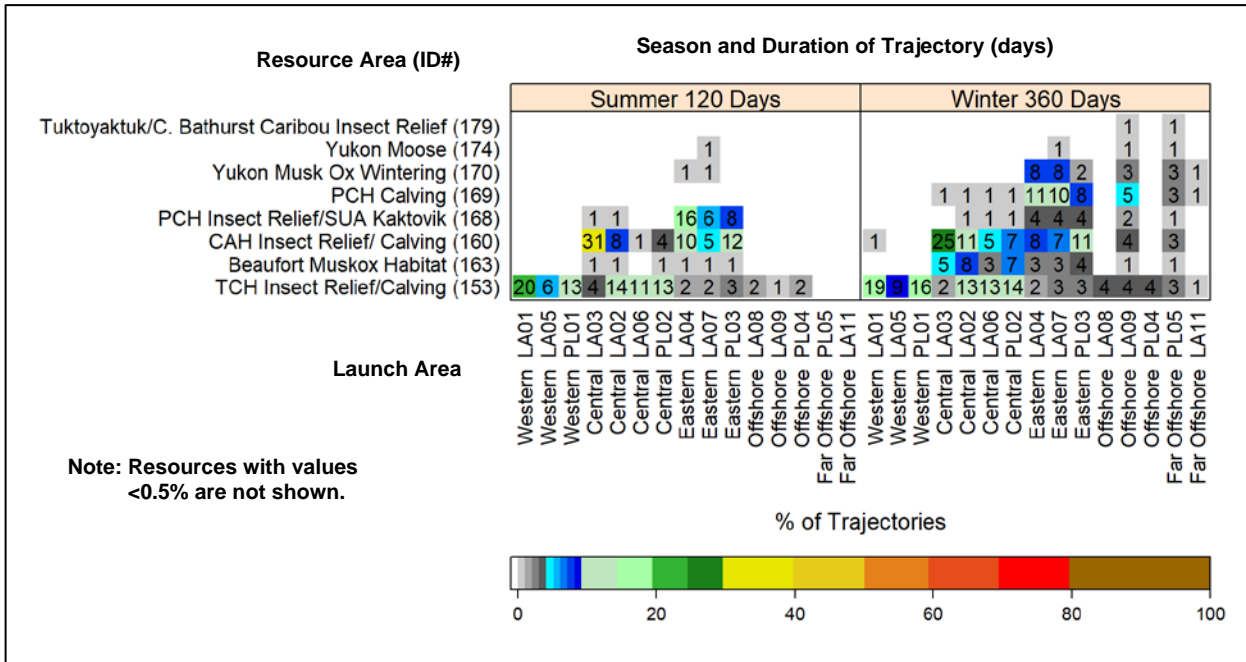 Season and Duration of Trajectory (days)
Resource Area (ID#)
Summer 120 Days Winter 360 Days
Tuktoyaktuk/C. Bathurst Caribou Insect Relief (179) 1 1
Yukon Moose (174) 1 1 1 1
Yukon Musk Ox Wintering (170) 1 1 8 8 2 3 3 1
PCH Calving (169) 1 1 1 1 11 10 8 5 3 1
PCH Insect Relief/SUA Kaktovik (168) 1 1 16 6 8 1 1 1 4 4 4 2 1
CAH Insect Relief/ Calving (160) 31 8 1 4 10 5 12 1 25 11 5 7 8 7 11 4 3
Beaufort Muskox Habitat (163) 1 1 1 1 1 1 5 8 3 7 3 3 4 1 1
TCH Insect Relief/Calving (153) 20 6 13 4 14 11 13 2 2 3 2 1 2 19 9 16 2 13 13 14 2 3 3 4 4 4 3 1
Launch Area
Western LA01
Western LA05
Western PL01
Central LA03
Central LA02
Central LA06
Central PL02
Eastern LA04
Eastern LA07
Eastern PL03
Offshore LA08
Offshore LA09
Offshore PL04
Far Offshore PL05
Far Offshore LA11
Western LA01
Western LA05
Western PL01
Central LA03
Central LA02
Central LA06
Central PL02
Eastern LA04
Eastern LA07
Eastern PL03
Offshore LA08
Offshore LA09
Offshore PL04
Far Offshore PL05
Far Offshore LA11
Note: Resources with values
<0.5% are not shown.
% of Trajectories
0 20 40 60 80 100